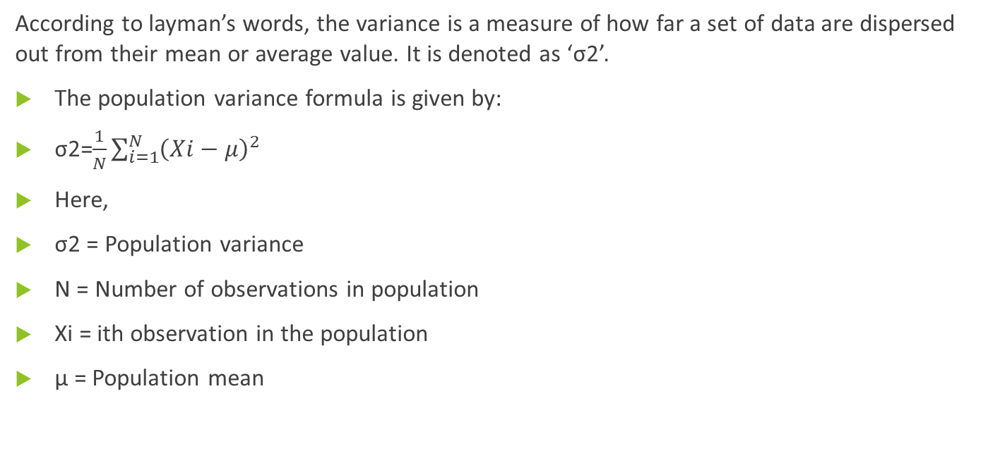 According to layman’s words, the variance is a measure of how far a set of data are dispersed
out from their mean or average value. It is denoted as ‘σ2’.
▶ The population variance formula is given by:
▶ σ2=\frac{1}{N}\sum_{i=1}^{N}(Xi − μ)^2
▶ Here,
▶ σ2 = Population variance
▶ N = Number of observations in population
▶ Xi = ith observation in the population
▶ μ = Population mean